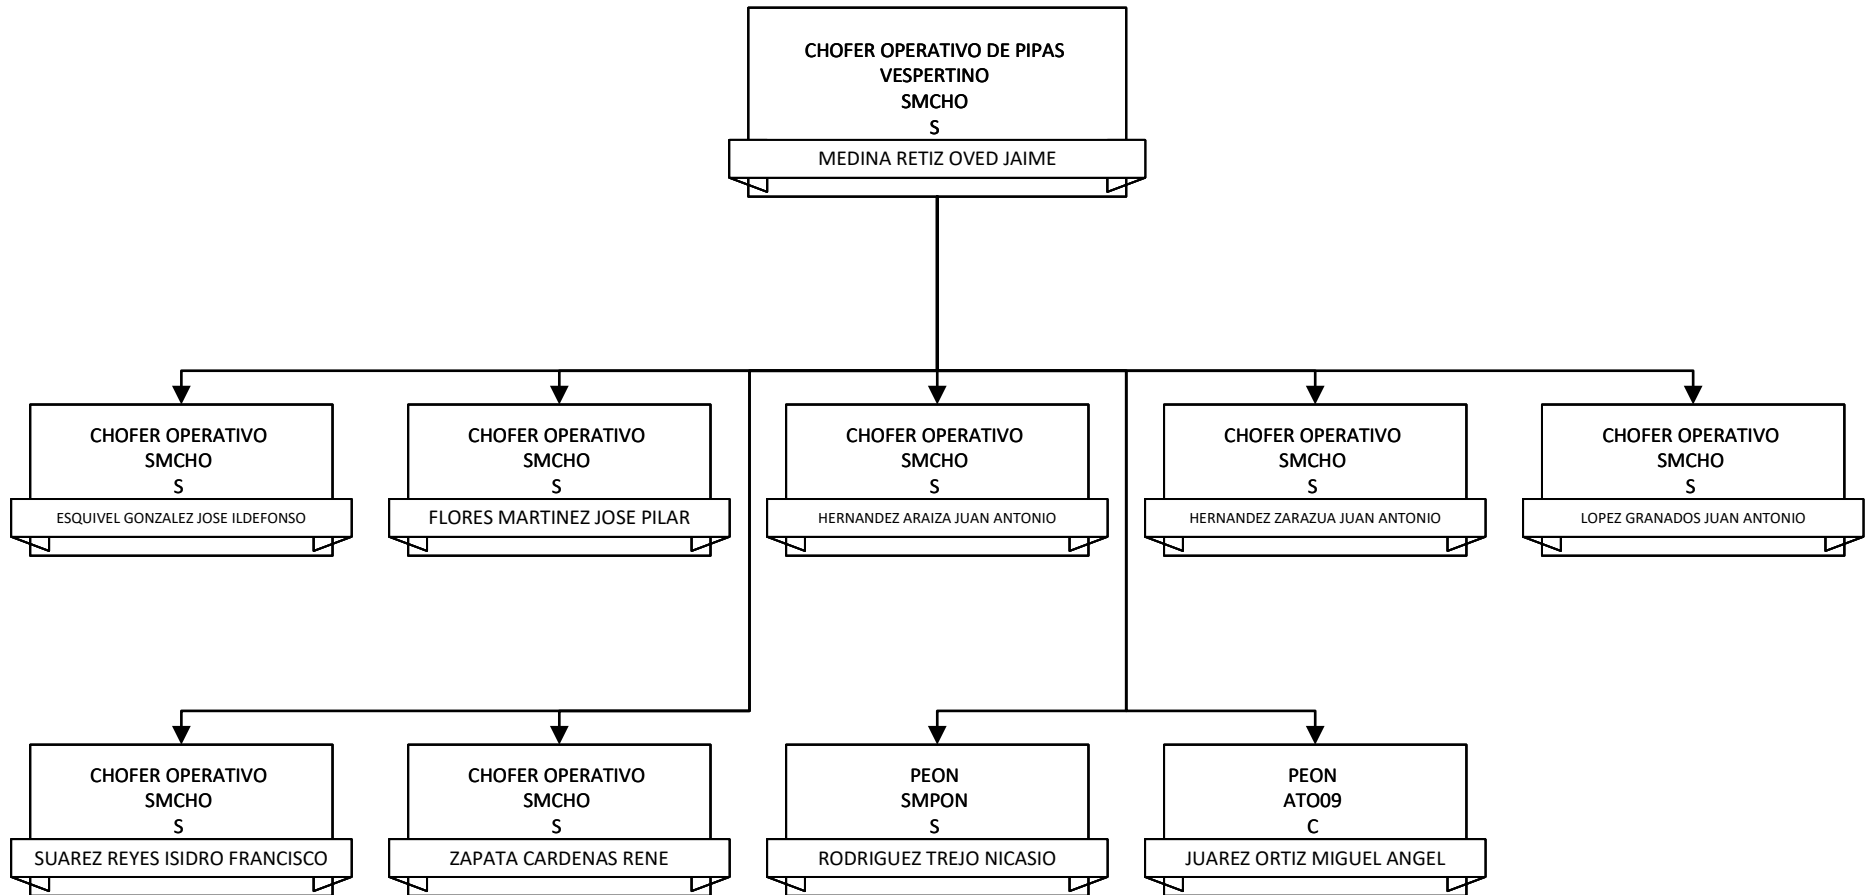 CHOFER OPERATIVO DE PIPAS
VESPERTINO
SMCHO
S
MEDINA RETIZ OVED JAIME
CHOFER OPERATIVO
SMCHO
S
ESQUIVEL GONZALEZ JOSE ILDEFONSO
CHOFER OPERATIVO
SMCHO
S
FLORES MARTINEZ JOSE PILAR
CHOFER OPERATIVO
SMCHO
S
HERNANDEZ ARAIZA JUAN ANTONIO
CHOFER OPERATIVO
SMCHO
S
HERNANDEZ ZARAZUA JUAN ANTONIO
CHOFER OPERATIVO
SMCHO
S
LOPEZ GRANADOS JUAN ANTONIO
CHOFER OPERATIVO
SMCHO
S
SUAREZ REYES ISIDRO FRANCISCO
CHOFER OPERATIVO
SMCHO
S
ZAPATA CARDENAS RENE
PEON
SMPON
S
RODRIGUEZ TREJO NICASIO
PEON
ATO09
C
JUAREZ ORTIZ MIGUEL ANGEL